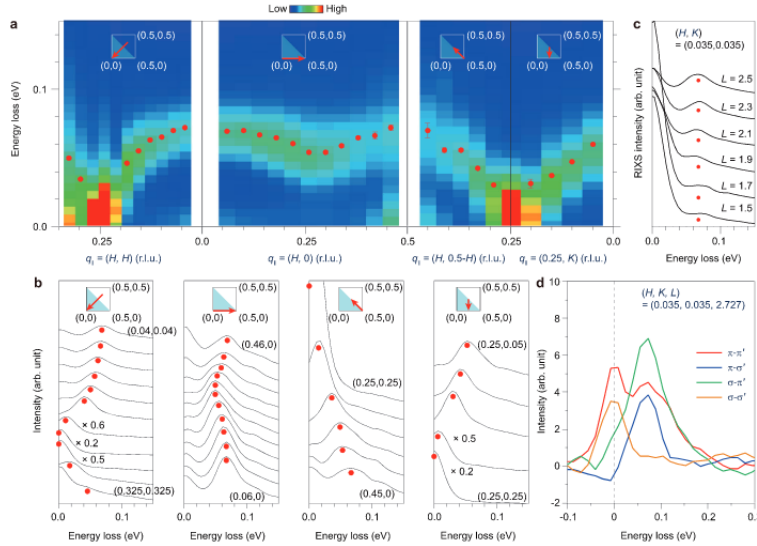 Low High
a
(0.5,0.5)
(0,0) (0.5,0)
(0.5,0.5)
(0,0) (0.5,0)
(0.5,0.5)
(0,0) (0.5,0)
(0.5,0.5)
(0,0) (0.5,0)
Energy loss (eV)
0.1
0.0
0.25 0.0 0.25 0.5 0.25 0.0
q∥ = (H, H) (r.l.u.) q∥ = (H, 0) (r.l.u.) q∥ = (H, 0.5-H) (r.l.u.) q∥ = (0.25, K) (r.l.u.)
c
(H, K)
= (0.035,0.035)
L = 2.5
L = 2.3
L = 2.1
L = 1.9
L = 1.7
L = 1.5
RIXS intensity (arb. unit)
0.0 0.1
Energy loss (eV)
b
(0.5,0.5)
(0,0) (0.5,0)
(0.04,0.04)
× 0.6
× 0.2
× 0.5
(0.325,0.325)
Intensity (arb. unit)
0.0 0.1
Energy loss (eV)
(0.5,0.5)
(0,0) (0.5,0)
(0.46,0)
(0.06,0)
0.0 0.1
Energy loss (eV)
(0.5,0.5)
(0,0) (0.5,0)
(0.25,0.25)
(0.45,0)
0.0 0.1
Energy loss (eV)
(0.5,0.5)
(0,0) (0.5,0)
(0.25,0.05)
× 0.5
× 0.2
(0.25,0.25)
0.0 0.1
Energy loss (eV)
d
(H, K, L)
= (0.035, 0.035, 2.727)
π-π′
π-σ′
σ-π′
σ-σ′
Intensity (arb. unit)
10
8
6
4
2
0
-2
-0.1 0 0.1 0.2 0.3
Energy loss (eV)